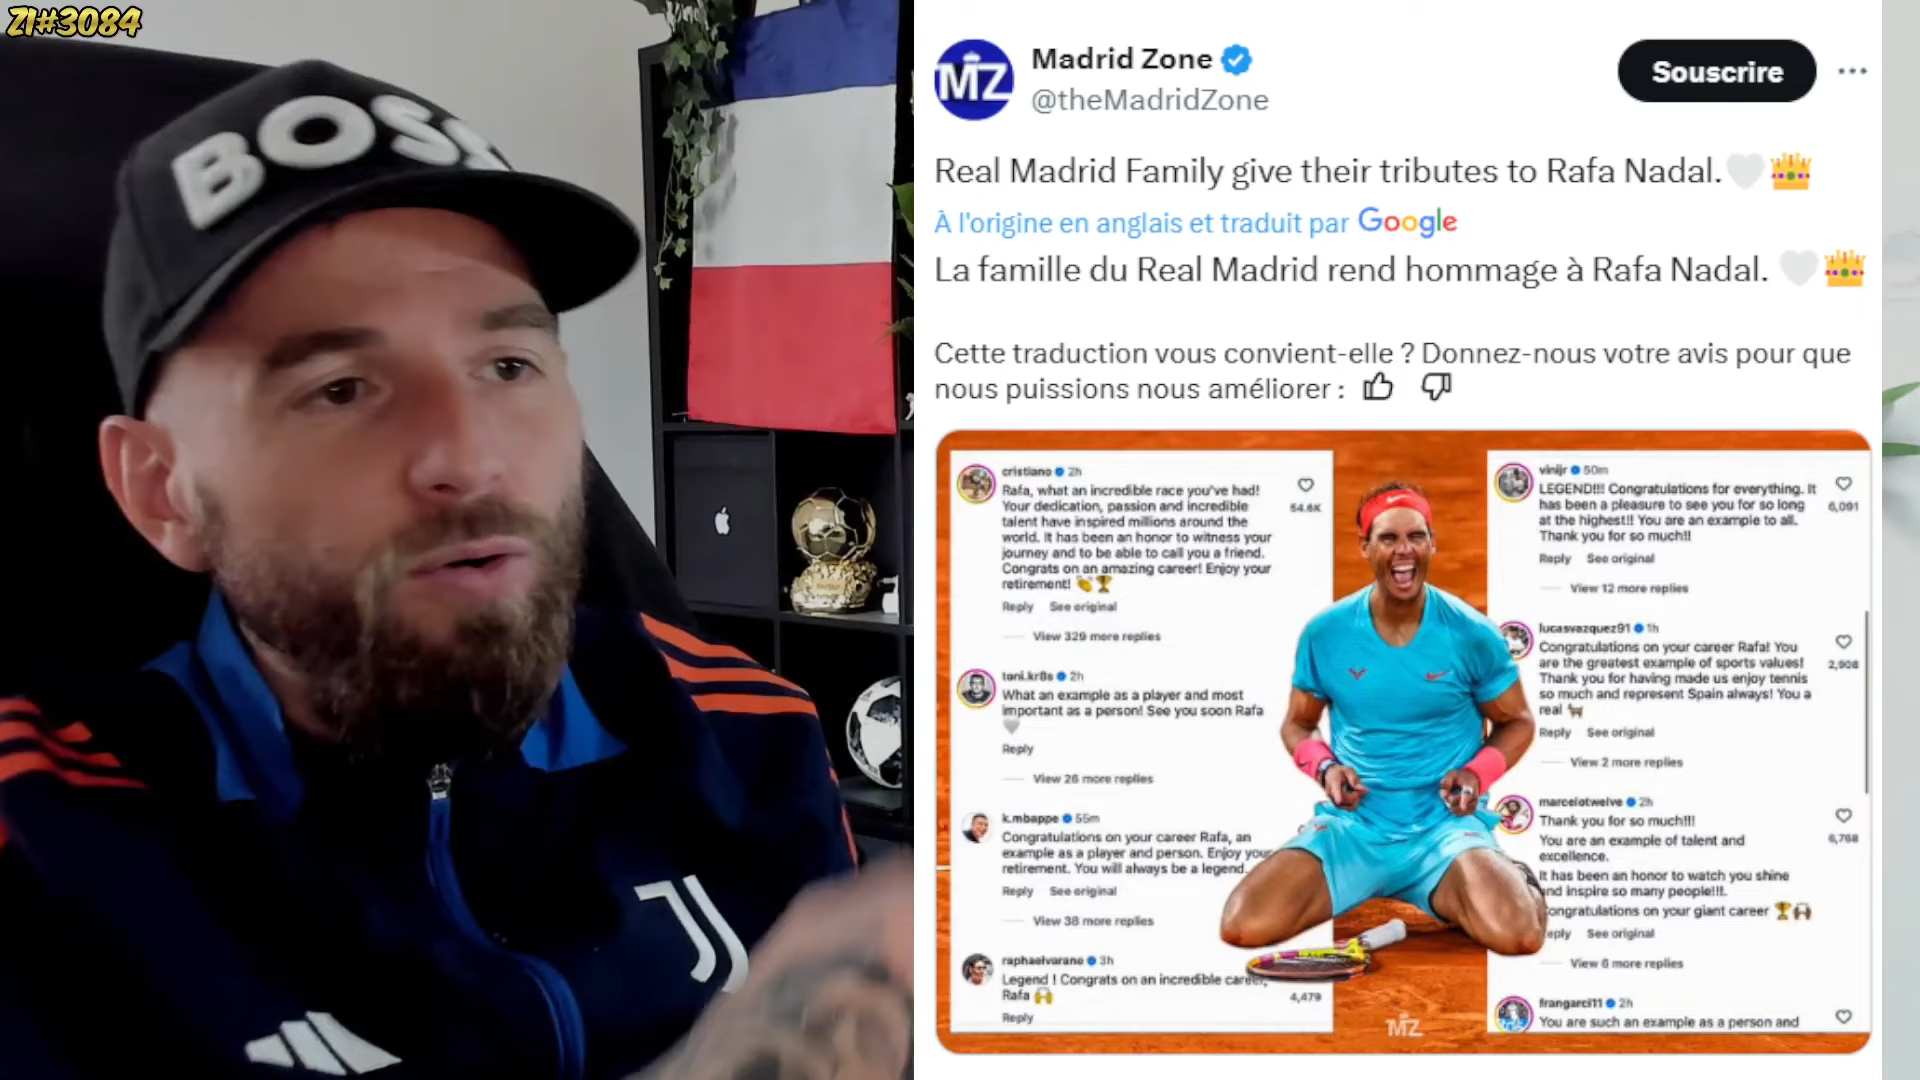 ZI#3084
BOSS
Madrid Zone
@theMadridZone
Souscrire
Real Madrid Family give their tributes to Rafa Nadal.🤍👑
À l'origine en anglais et traduit par Google
La famille du Real Madrid rend hommage à Rafa Nadal. 🤍👑
Cette traduction vous convient-elle ? Donnez-nous votre avis pour que
nous puissions nous améliorer :
cristiano 2h
Rafa, what an incredible race you've had!
Your dedication, passion and incredible
talent have inspired millions around the
world. It has been an honor to witness your
journey and to be able to call you a friend.
Congrats on an amazing career! Enjoy your
retirement! 👏🏆
54.6K
Reply See original
View 329 more replies
toni.kr8s 2h
What an example as a player and most
important as a person! See you soon Rafa
🤍
Reply
View 26 more replies
k.mbappe 55m
Congratulations on your career Rafa, an
example as a player and person. Enjoy your
retirement. You will always be a legend.
Reply See original
View 38 more replies
raphaelvarane 3h
Legend ! Congrats on an incredible career,
Rafa 🙌
4,479
Reply
vinijr 50m
LEGEND!!! Congratulations for everything. It
has been a pleasure to see you for so long
at the highest!! You are an example to all.
Thank you for so much!!
6,091
Reply See original
View 12 more replies
lucasvazquez91 1h
Congratulations on your career Rafa! You
are the greatest example of sports values!
Thank you for having made us enjoy tennis
so much and represent Spain always! You a
real 🐐
2,908
Reply See original
View 2 more replies
marcelotwelve 2h
Thank you for so much!!!
You are an example of talent and
excellence.
It has been an honor to watch you shine
and inspire so many people!!!.
Congratulations on your giant career 🏆🙌
6,768
eply See original
View 6 more replies
frangarci11 2h
You are such an example as a person and
MZ